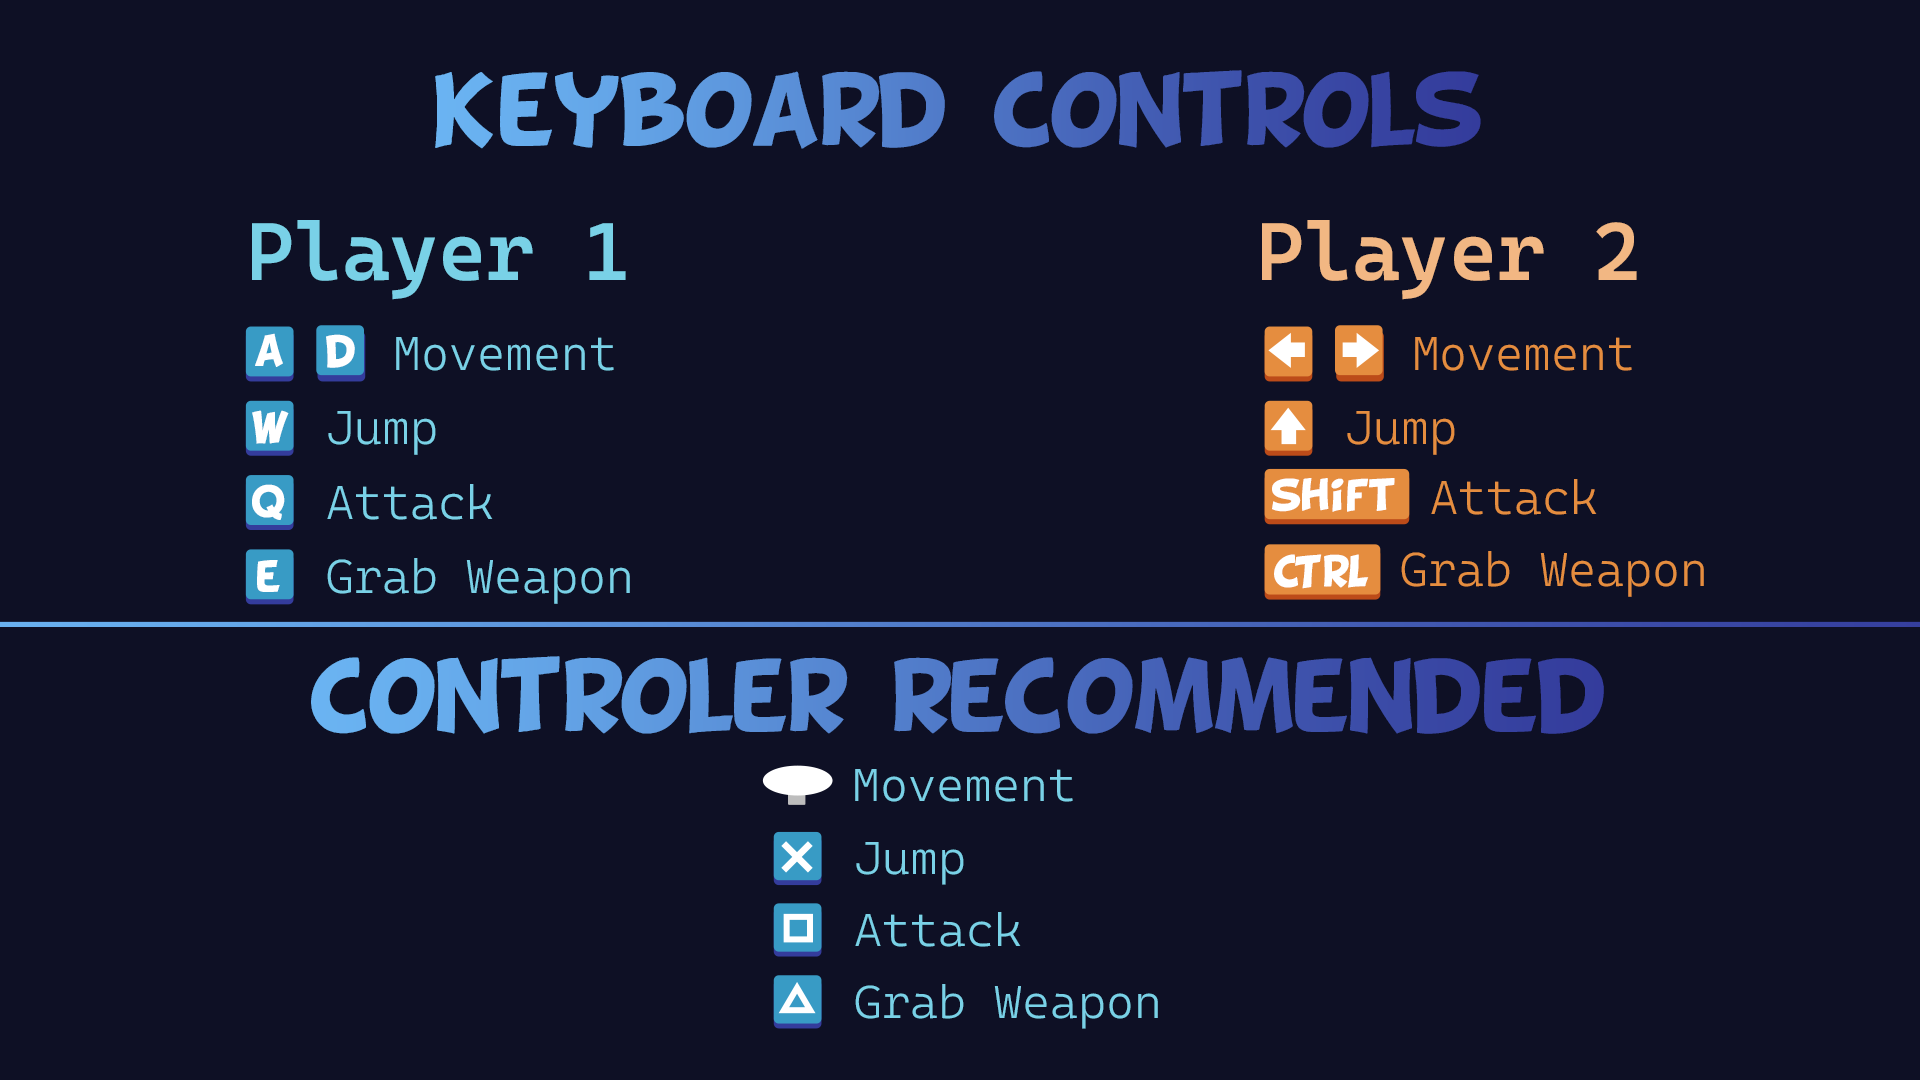 KEYBOARD CONTROLS
Player 1
A D Movement
W Jump
Q Attack
E Grab Weapon
Player 2
Movement
Jump
SHiFT Attack
CTRL Grab Weapon
CONTROLER RECOMMENDED
Movement
Jump
Attack
Grab Weapon